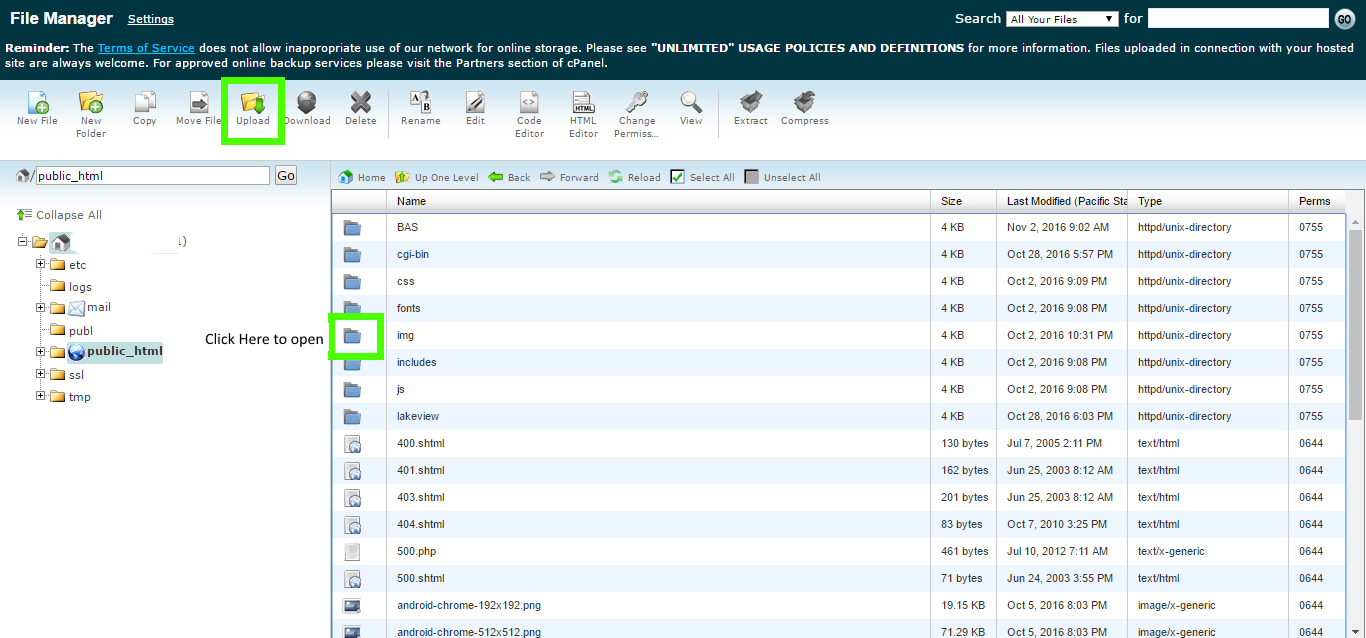 File Manager Settings Search All Your Files for GO
Reminder: The Terms of Service does not allow inappropriate use of our network for online storage. Please see "UNLIMITED" USAGE POLICIES AND DEFINITIONS for more information. Files uploaded in connection with your hosted
site are always welcome. For approved online backup services please visit the Partners section of cPanel.
New File
New
Folder
Copy
Move File
Upload
Download
Delete
A B
Rename
Edit
Code
Editor
HTML
HTML
Editor
Change
Permiss...
View
Extract
Compress
/ public_html Go
Collapse All
)
etc
logs
mail
publ
public_html
ssl
tmp
Click Here to open
Home Up One Level Back Forward Reload Select All Unselect All
Name Size Last Modified (Pacific Sta Type Perms
BAS 4 KB Nov 2, 2016 9:02 AM httpd/unix-directory 0755
cgi-bin 4 KB Oct 28, 2016 5:57 PM httpd/unix-directory 0755
css 4 KB Oct 2, 2016 9:09 PM httpd/unix-directory 0755
fonts 4 KB Oct 2, 2016 9:08 PM httpd/unix-directory 0755
img 4 KB Oct 2, 2016 10:31 PM httpd/unix-directory 0755
includes 4 KB Oct 2, 2016 9:08 PM httpd/unix-directory 0755
js 4 KB Oct 2, 2016 9:08 PM httpd/unix-directory 0755
lakeview 4 KB Oct 28, 2016 6:03 PM httpd/unix-directory 0755
400.shtml 130 bytes Jul 7, 2005 2:11 PM text/html 0644
401.shtml 162 bytes Jun 25, 2003 8:12 AM text/html 0644
403.shtml 201 bytes Jun 25, 2003 8:12 AM text/html 0644
404.shtml 83 bytes Oct 7, 2010 3:25 PM text/html 0644
500.php 461 bytes Jul 10, 2012 7:11 AM text/x-generic 0644
500.shtml 71 bytes Jun 24, 2003 3:55 PM text/html 0644
android-chrome-192x192.png 19.15 KB Oct 5, 2016 8:03 PM image/x-generic 0644
android-chrome-512x512.png 71.29 KB Oct 5, 2016 8:03 PM image/x-generic 0644